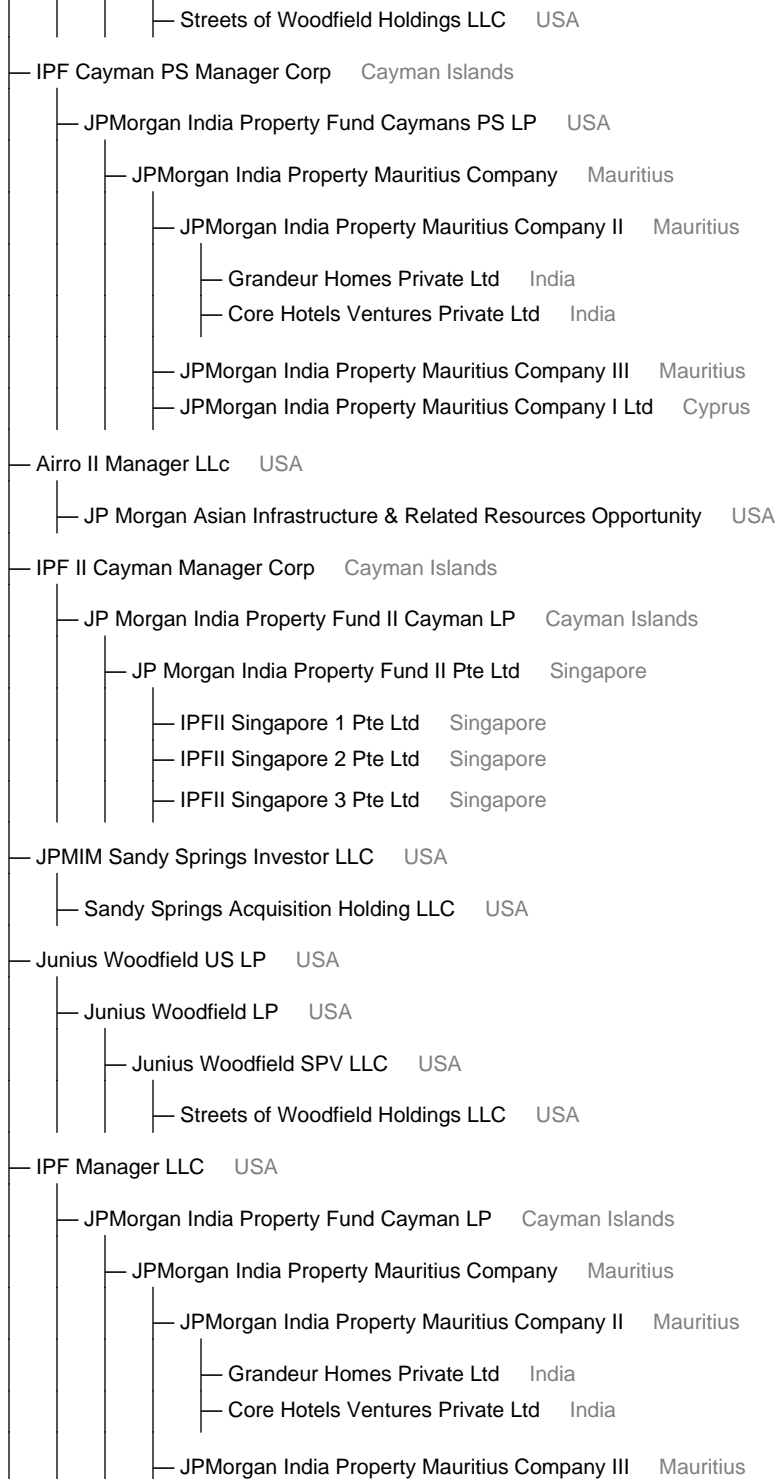 Streets of Woodfield Holdings LLC USA
IPF Cayman PS Manager Corp Cayman Islands
JPMorgan India Property Fund Caymans PS LP USA
JPMorgan India Property Mauritius Company Mauritius
JPMorgan India Property Mauritius Company II Mauritius
Grandeur Homes Private Ltd India
Core Hotels Ventures Private Ltd India
JPMorgan India Property Mauritius Company III Mauritius
JPMorgan India Property Mauritius Company I Ltd Cyprus
Airro II Manager LLc USA
JP Morgan Asian Infrastructure & Related Resources Opportunity USA
IPF II Cayman Manager Corp Cayman Islands
JP Morgan India Property Fund II Cayman LP Cayman Islands
JP Morgan India Property Fund II Pte Ltd Singapore
IPFII Singapore 1 Pte Ltd Singapore
IPFII Singapore 2 Pte Ltd Singapore
IPFII Singapore 3 Pte Ltd Singapore
JPMIM Sandy Springs Investor LLC USA
Sandy Springs Acquisition Holding LLC USA
Junius Woodfield US LP USA
Junius Woodfield LP USA
Junius Woodfield SPV LLC USA
Streets of Woodfield Holdings LLC USA
IPF Manager LLC USA
JPMorgan India Property Fund Cayman LP Cayman Islands
JPMorgan India Property Mauritius Company Mauritius
JPMorgan India Property Mauritius Company II Mauritius
Grandeur Homes Private Ltd India
Core Hotels Ventures Private Ltd India
JPMorgan India Property Mauritius Company III Mauritius